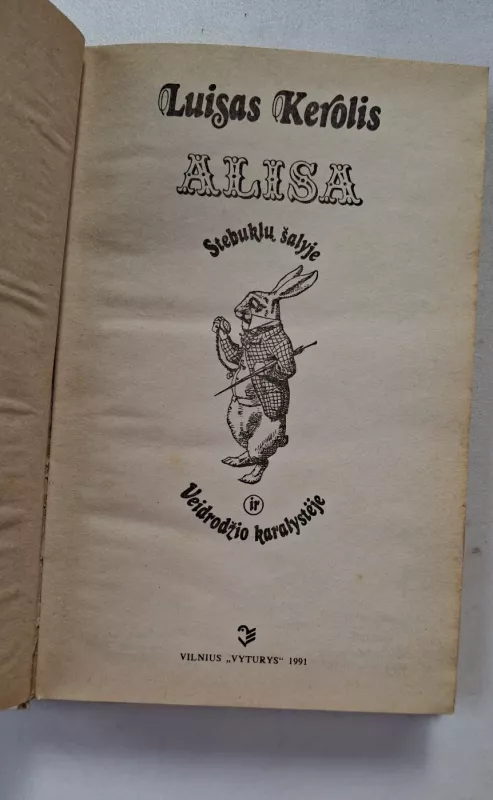 Luisas Kerolis
ALISA
Stebuklų šalyje
ir
Veidrodžio karalystėje
VILNIUS „VYTURYS“ 1991